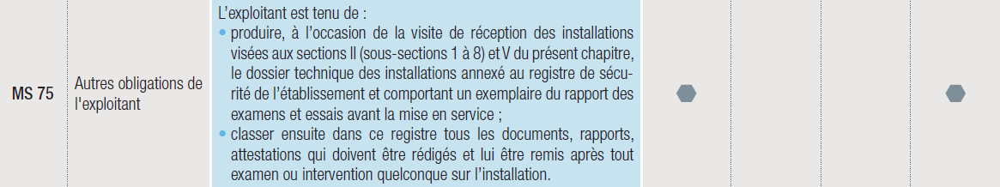 L'exploitant est tenu de :
• produire, à l'occasion de la visite de réception des installations
visées aux sections II (sous-sections 1 à 8) et V du présent chapitre,
le dossier technique des installations annexé au registre de sécu-
rité de l'établissement et comportant un exemplaire du rapport des
examens et essais avant la mise en service ;
• classer ensuite dans ce registre tous les documents, rapports,
attestations qui doivent être rédigés et lui être remis après tout
examen ou intervention quelconque sur l'installation.
MS 75
Autres obligations de
l'exploitant